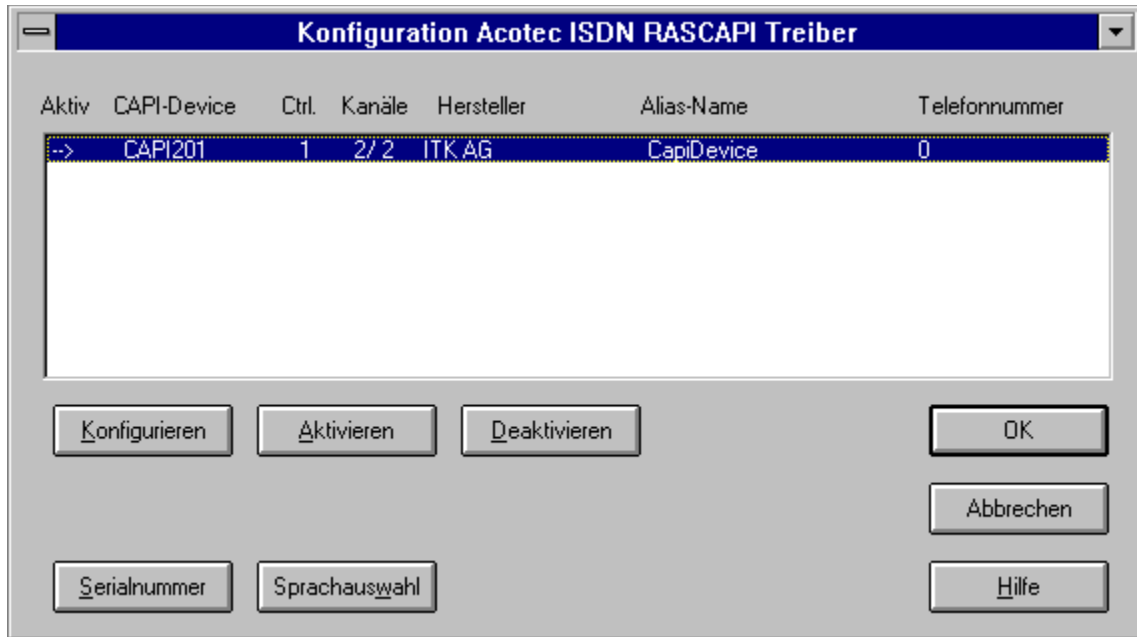 Konfiguration Acotec ISDN RASCAPI Treiber
Aktiv CAPI-Device Ctrl. Kanäle Hersteller Alias-Name Telefonnummer
--> CAPI201 1 2/ 2 ITK AG CapiDevice 0
Konfigurieren Aktivieren Deaktivieren OK
Abbrechen
Serialnummer Sprachauswahl Hilfe